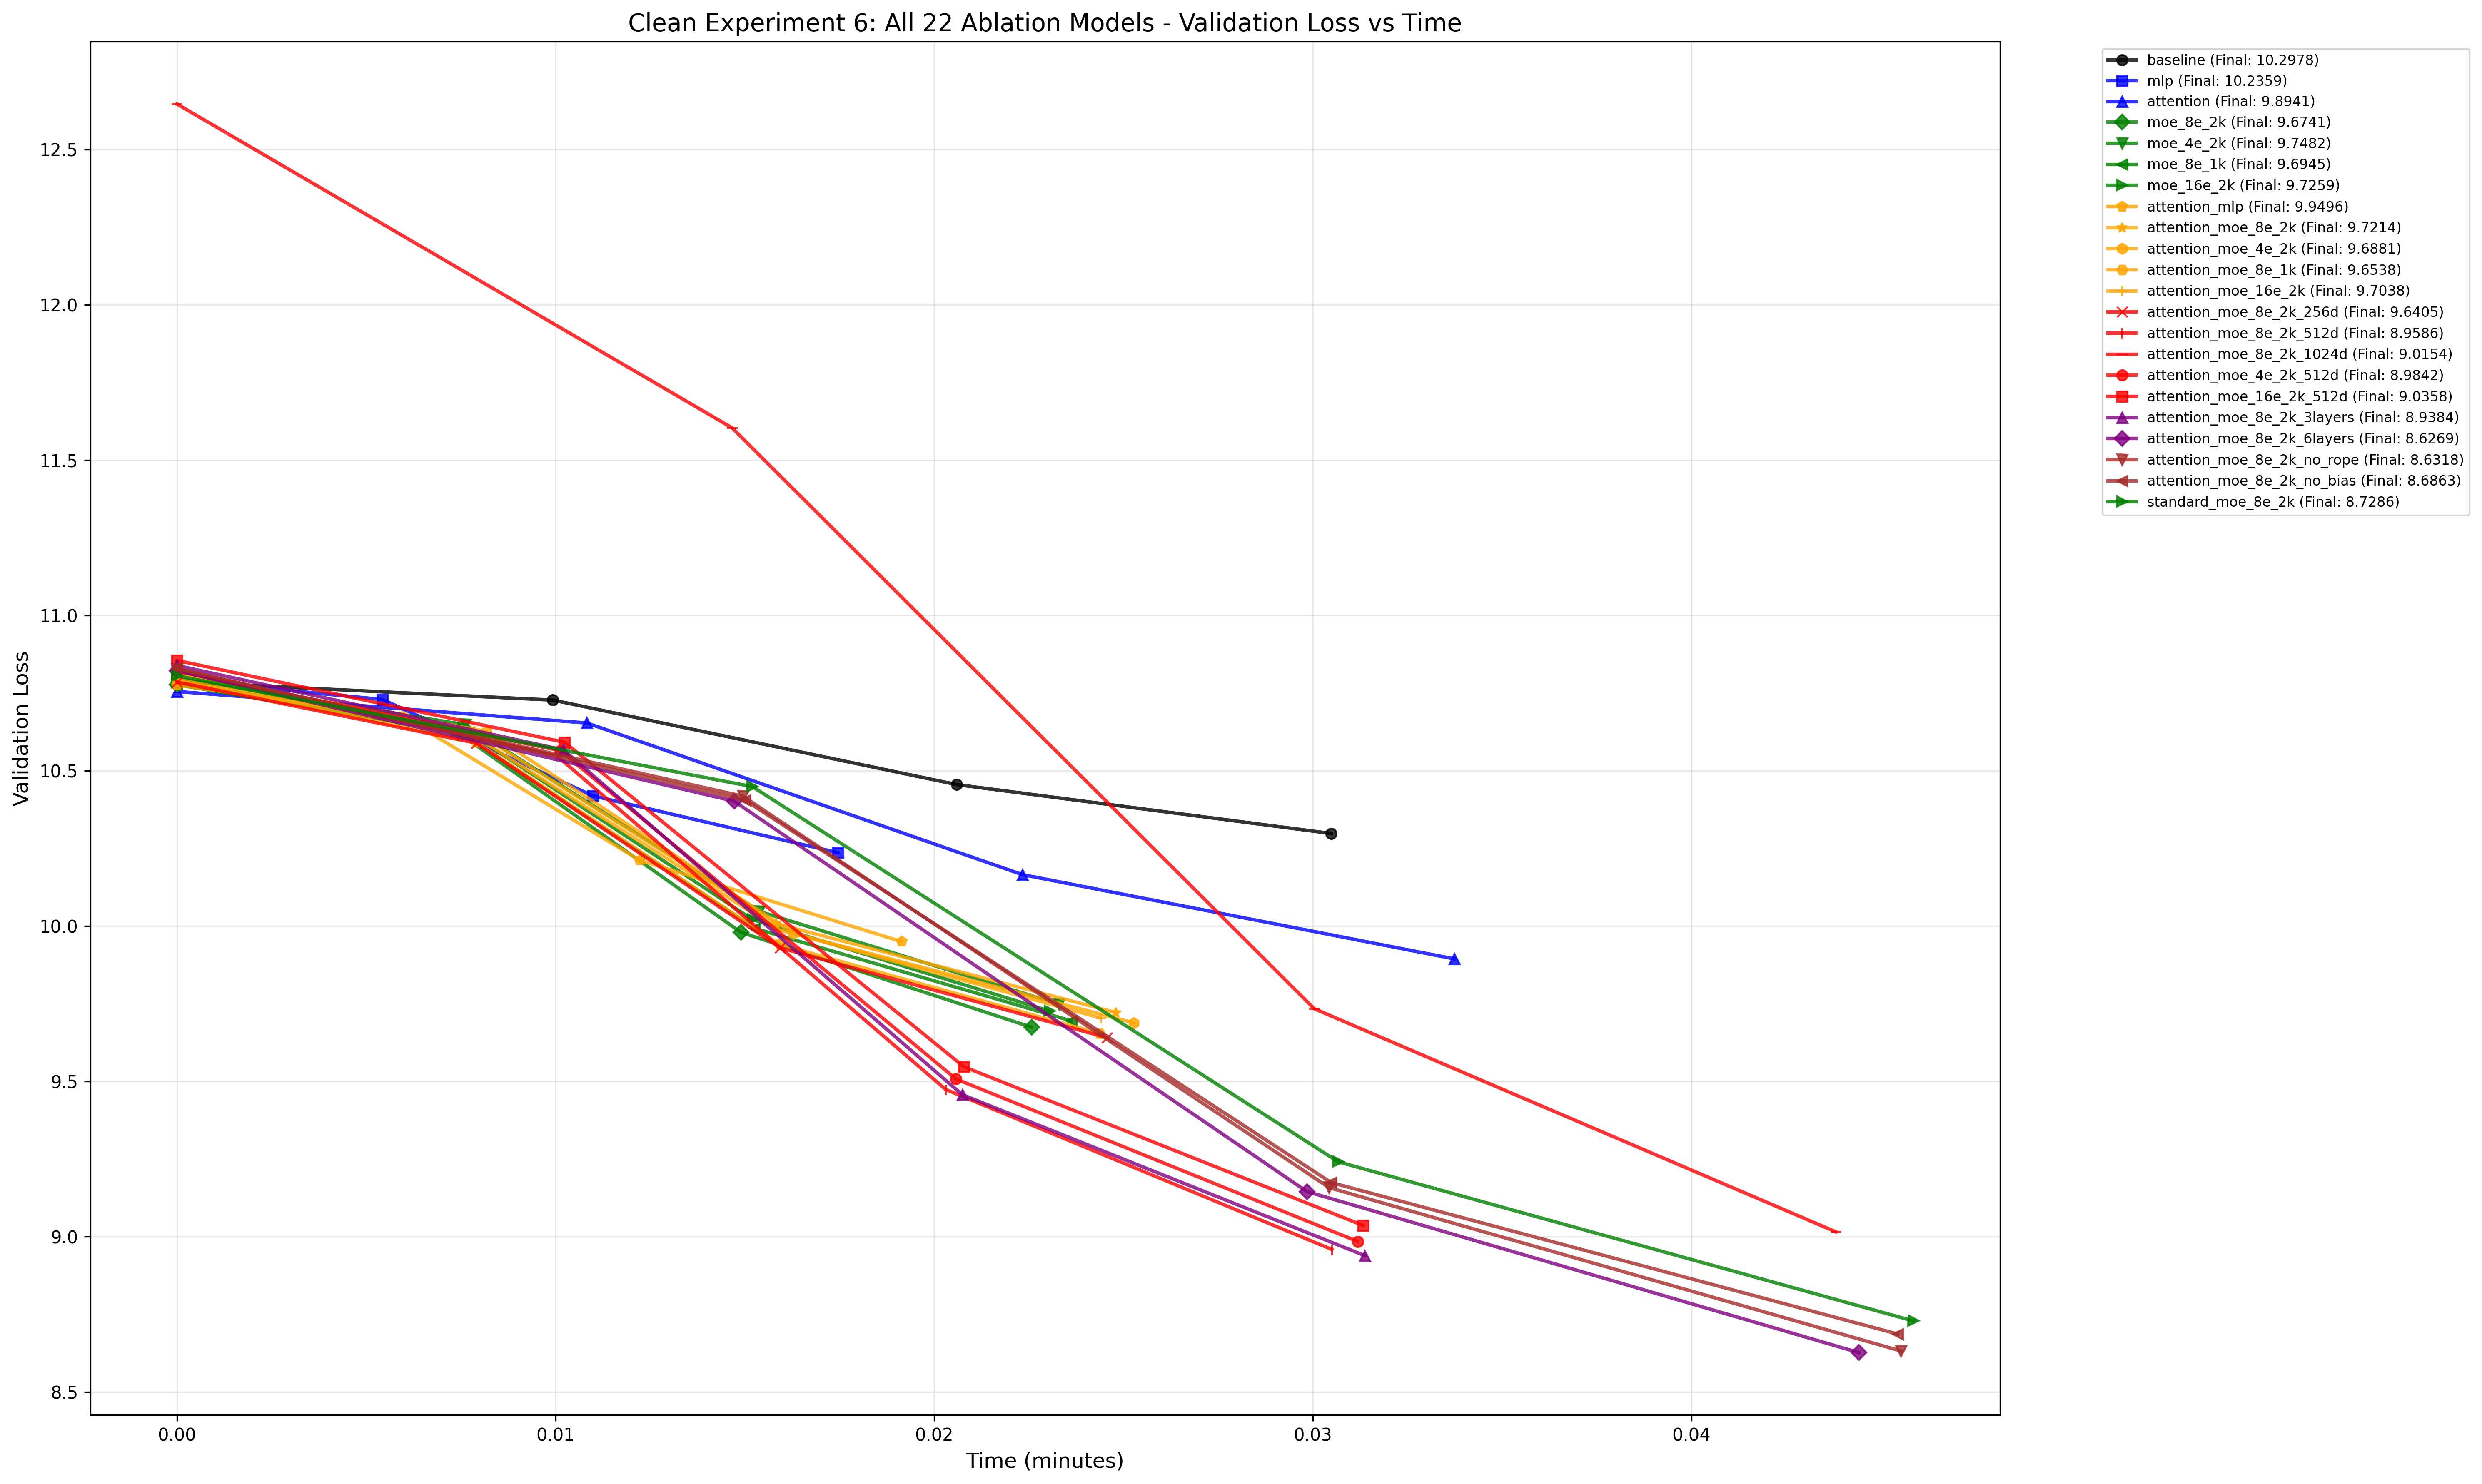 Clean Experiment 6: All 22 Ablation Models - Validation Loss vs Time
Validation Loss
12.5
12.0
11.5
11.0
10.5
10.0
9.5
9.0
8.5
0.00
0.01
0.02
0.03
0.04
Time (minutes)
baseline (Final: 10.2978)
mlp (Final: 10.2359)
attention (Final: 9.8941)
moe_8e_2k (Final: 9.6741)
moe_4e_2k (Final: 9.7482)
moe_8e_1k (Final: 9.6945)
moe_16e_2k (Final: 9.7259)
attention_mlp (Final: 9.9496)
attention_moe_8e_2k (Final: 9.7214)
attention_moe_4e_2k (Final: 9.6881)
attention_moe_8e_1k (Final: 9.6538)
attention_moe_16e_2k (Final: 9.7038)
attention_moe_8e_2k_256d (Final: 9.6405)
attention_moe_8e_2k_512d (Final: 8.9586)
attention_moe_8e_2k_1024d (Final: 9.0154)
attention_moe_4e_2k_512d (Final: 8.9842)
attention_moe_16e_2k_512d (Final: 9.0358)
attention_moe_8e_2k_3layers (Final: 8.9384)
attention_moe_8e_2k_6layers (Final: 8.6269)
attention_moe_8e_2k_no_rope (Final: 8.6318)
attention_moe_8e_2k_no_bias (Final: 8.6863)
standard_moe_8e_2k (Final: 8.7286)